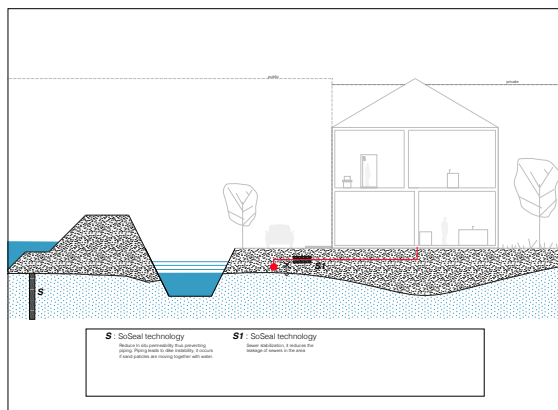 public
private
S1
S
S : SoSeal technology
Reduce in situ permeability thus preventing
piping. Piping leads to dike instability, it occurs
if sand particles are moving together with water.
S1 : SoSeal technology
Sewer stabilization, it reduces the
leakage of sewers in the area